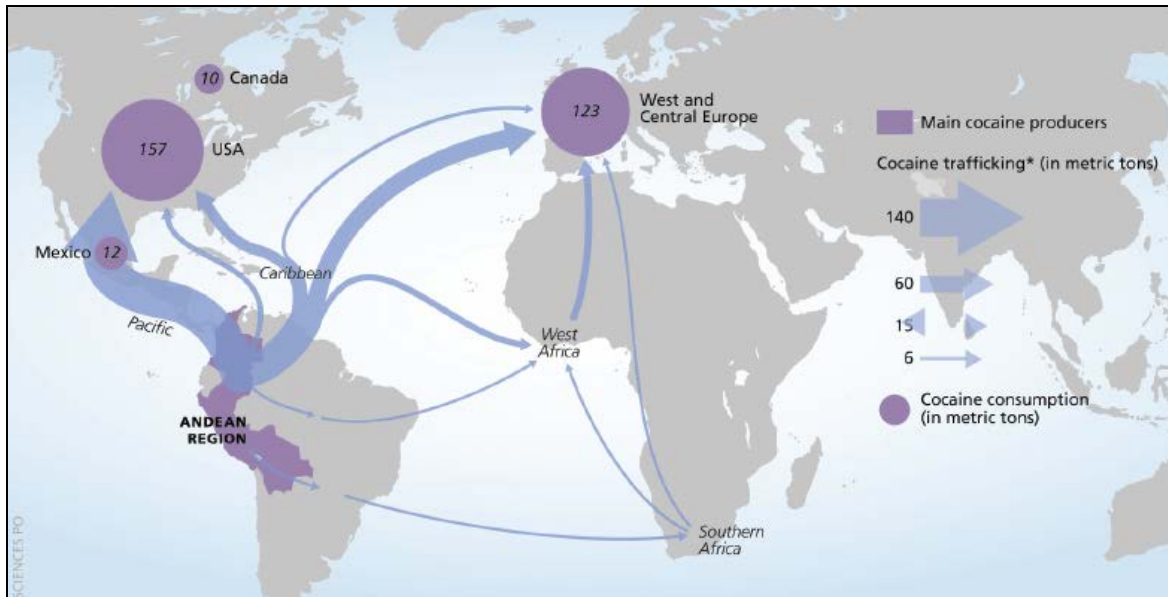 10 Canada
157
USA
Mexico 12
Pacific
Caribbean
ANDEAN
REGION
123
West and
Central Europe
West
Africa
Southern
Africa
Main cocaine producers
Cocaine trafficking* (in metric tons)
140
60
15
6
Cocaine consumption
(in metric tons)
SCIENCES PO